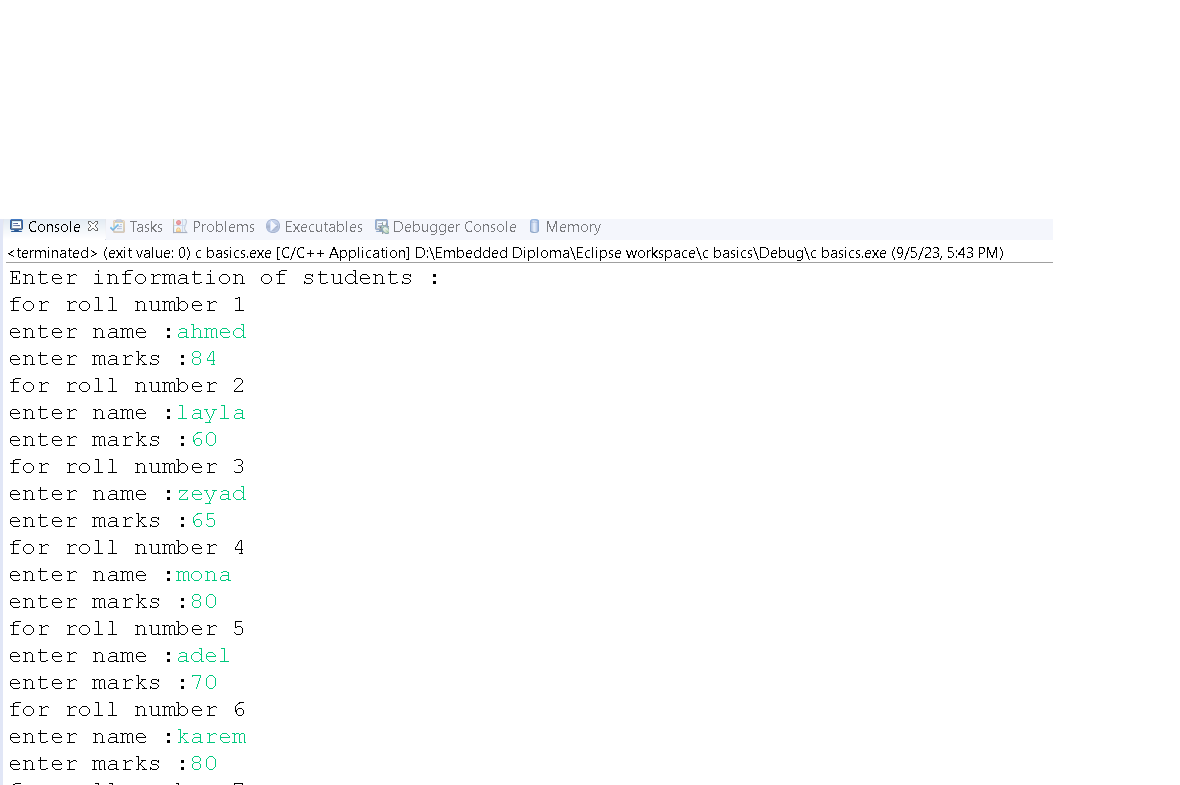 Console Tasks Problems Executables Debugger Console Memory
<terminated> (exit value: 0) c basics.exe [C/C++ Application] D:\Embedded Diploma\Eclipse workspace\c basics\Debug\c basics.exe (9/5/23, 5:43 PM)
Enter information of students :
for roll number 1
enter name :ahmed
enter marks :84
for roll number 2
enter name :layla
enter marks :60
for roll number 3
enter name :zeyad
enter marks :65
for roll number 4
enter name :mona
enter marks :80
for roll number 5
enter name :adel
enter marks :70
for roll number 6
enter name :karem
enter marks :80